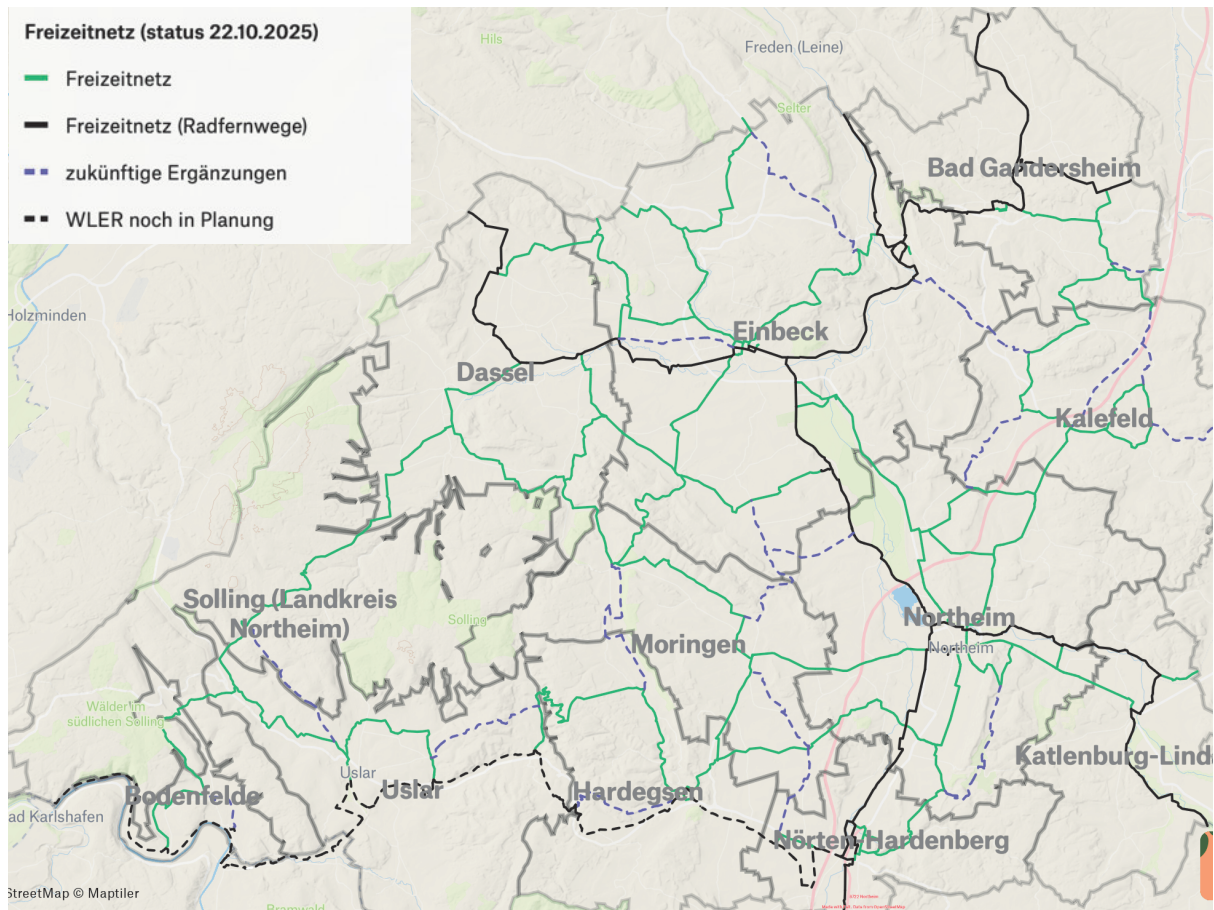 Freizeitnetz (status 22.10.2025)
Freizeitnetz
Freizeitnetz (Radfernwege)
zukünftige Ergänzungen
WLER noch in Planung
Hils
Freden (Leine)
Selter
Bad Gandersheim
Holzminden
Einbeck
Dassel
Kalefeld
Solling (Landkreis
Northeim)
Solling
Northeim
Moringen
Northeim
Wälder im
südlichen Solling
Katlenburg-Linda
Uslar
Uslar
Bodenfelde
Hardegsen
ad Karlshafen
Nörten-Hardenberg
StreetMap © Maptiler
Bramwald